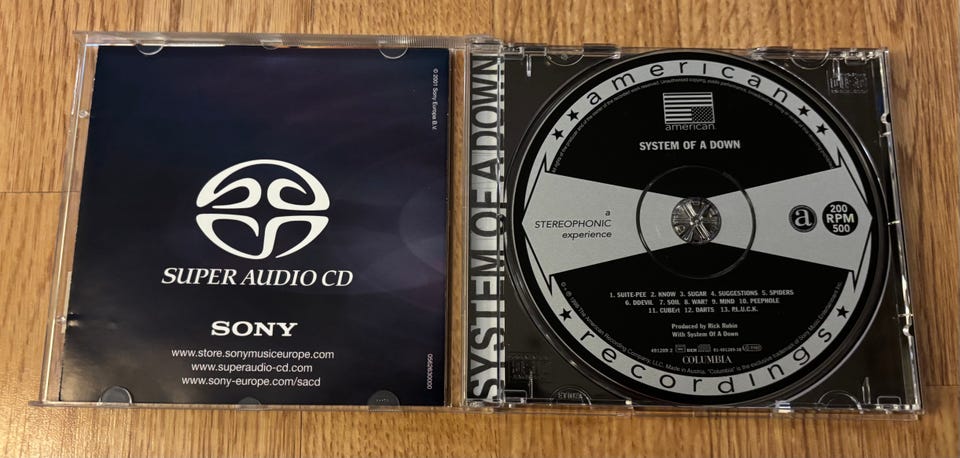 © 2001 Sony Europe B.V.
SUPER AUDIO CD
SONY
www.store.sonymusiceurope.com
www.superaudio-cd.com
www.sony-europe.com/sacd
0562630000
SYSTEM OF A DOWN
american
american
SYSTEM OF A DOWN
a
STEREOPHONIC
experience
a
200
RPM
500
1. SUITE-PEE 2. KNOW 3. SUGAR 4. SUGGESTIONS 5. SPIDERS
6. DDEVIL 7. SOIL 8. WAR? 9. MIND 10. PEEPHOLE
11. CUBErt 12. DARTS 13. P.L.U.C.K.
Produced by Rick Rubin
With System Of A Down
491209 2
COLUMBIA
recordings